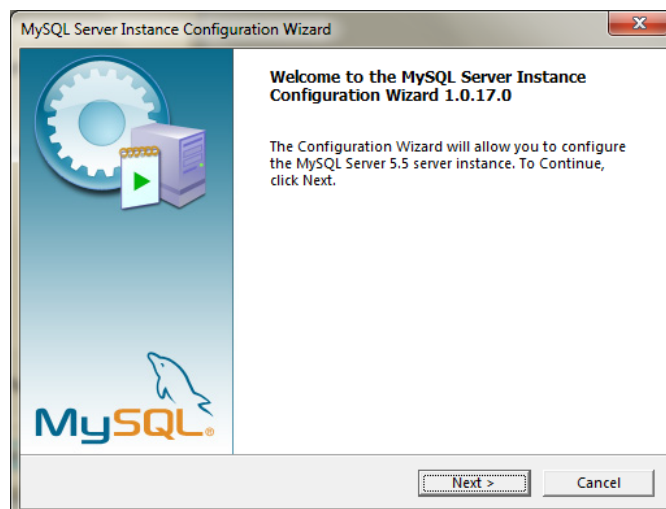 MySQL Server Instance Configuration Wizard
Welcome to the MySQL Server Instance
Configuration Wizard 1.0.17.0
The Configuration Wizard will allow you to configure
the MySQL Server 5.5 server instance. To Continue,
click Next.
MySQL®
Next >
Cancel